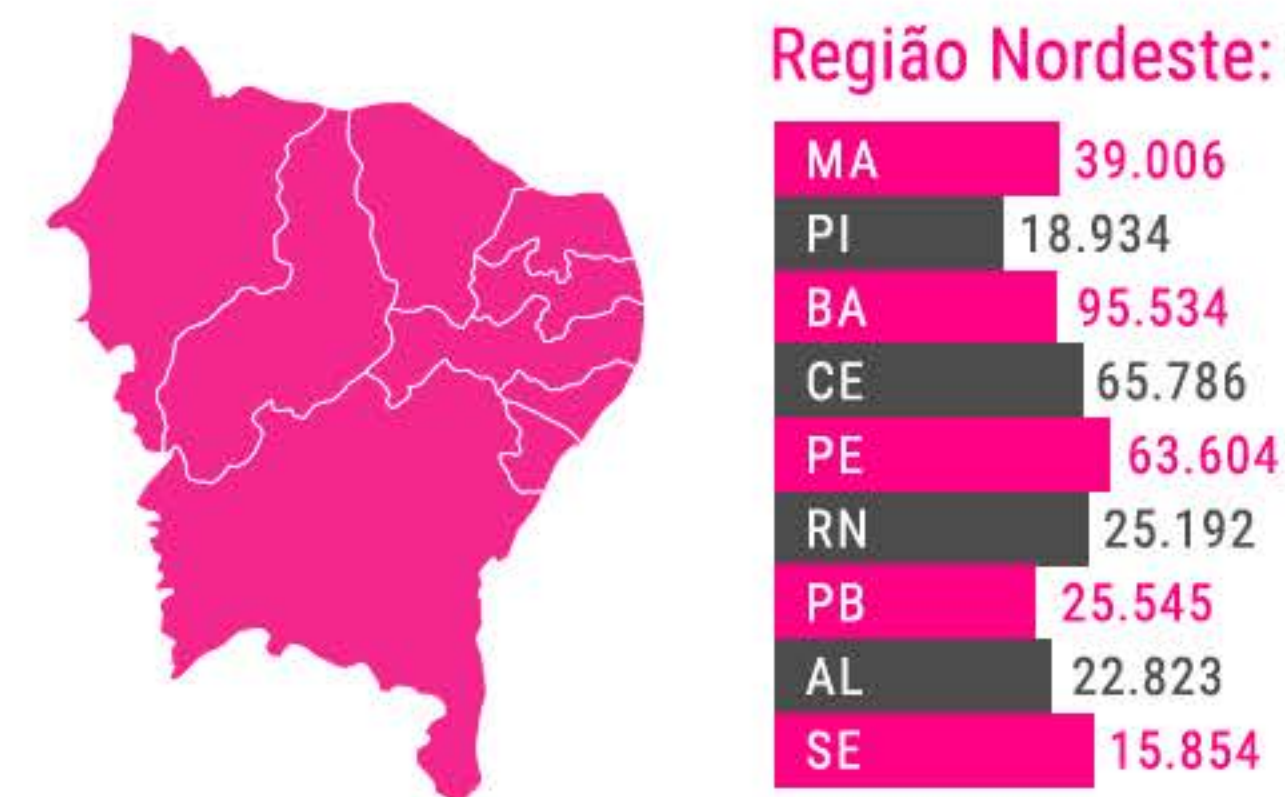 Região Nordeste:
MA 39.006
PI 18.934
BA 95.534
CE 65.786
PE 63.604
RN 25.192
PB 25.545
AL 22.823
SE 15.854